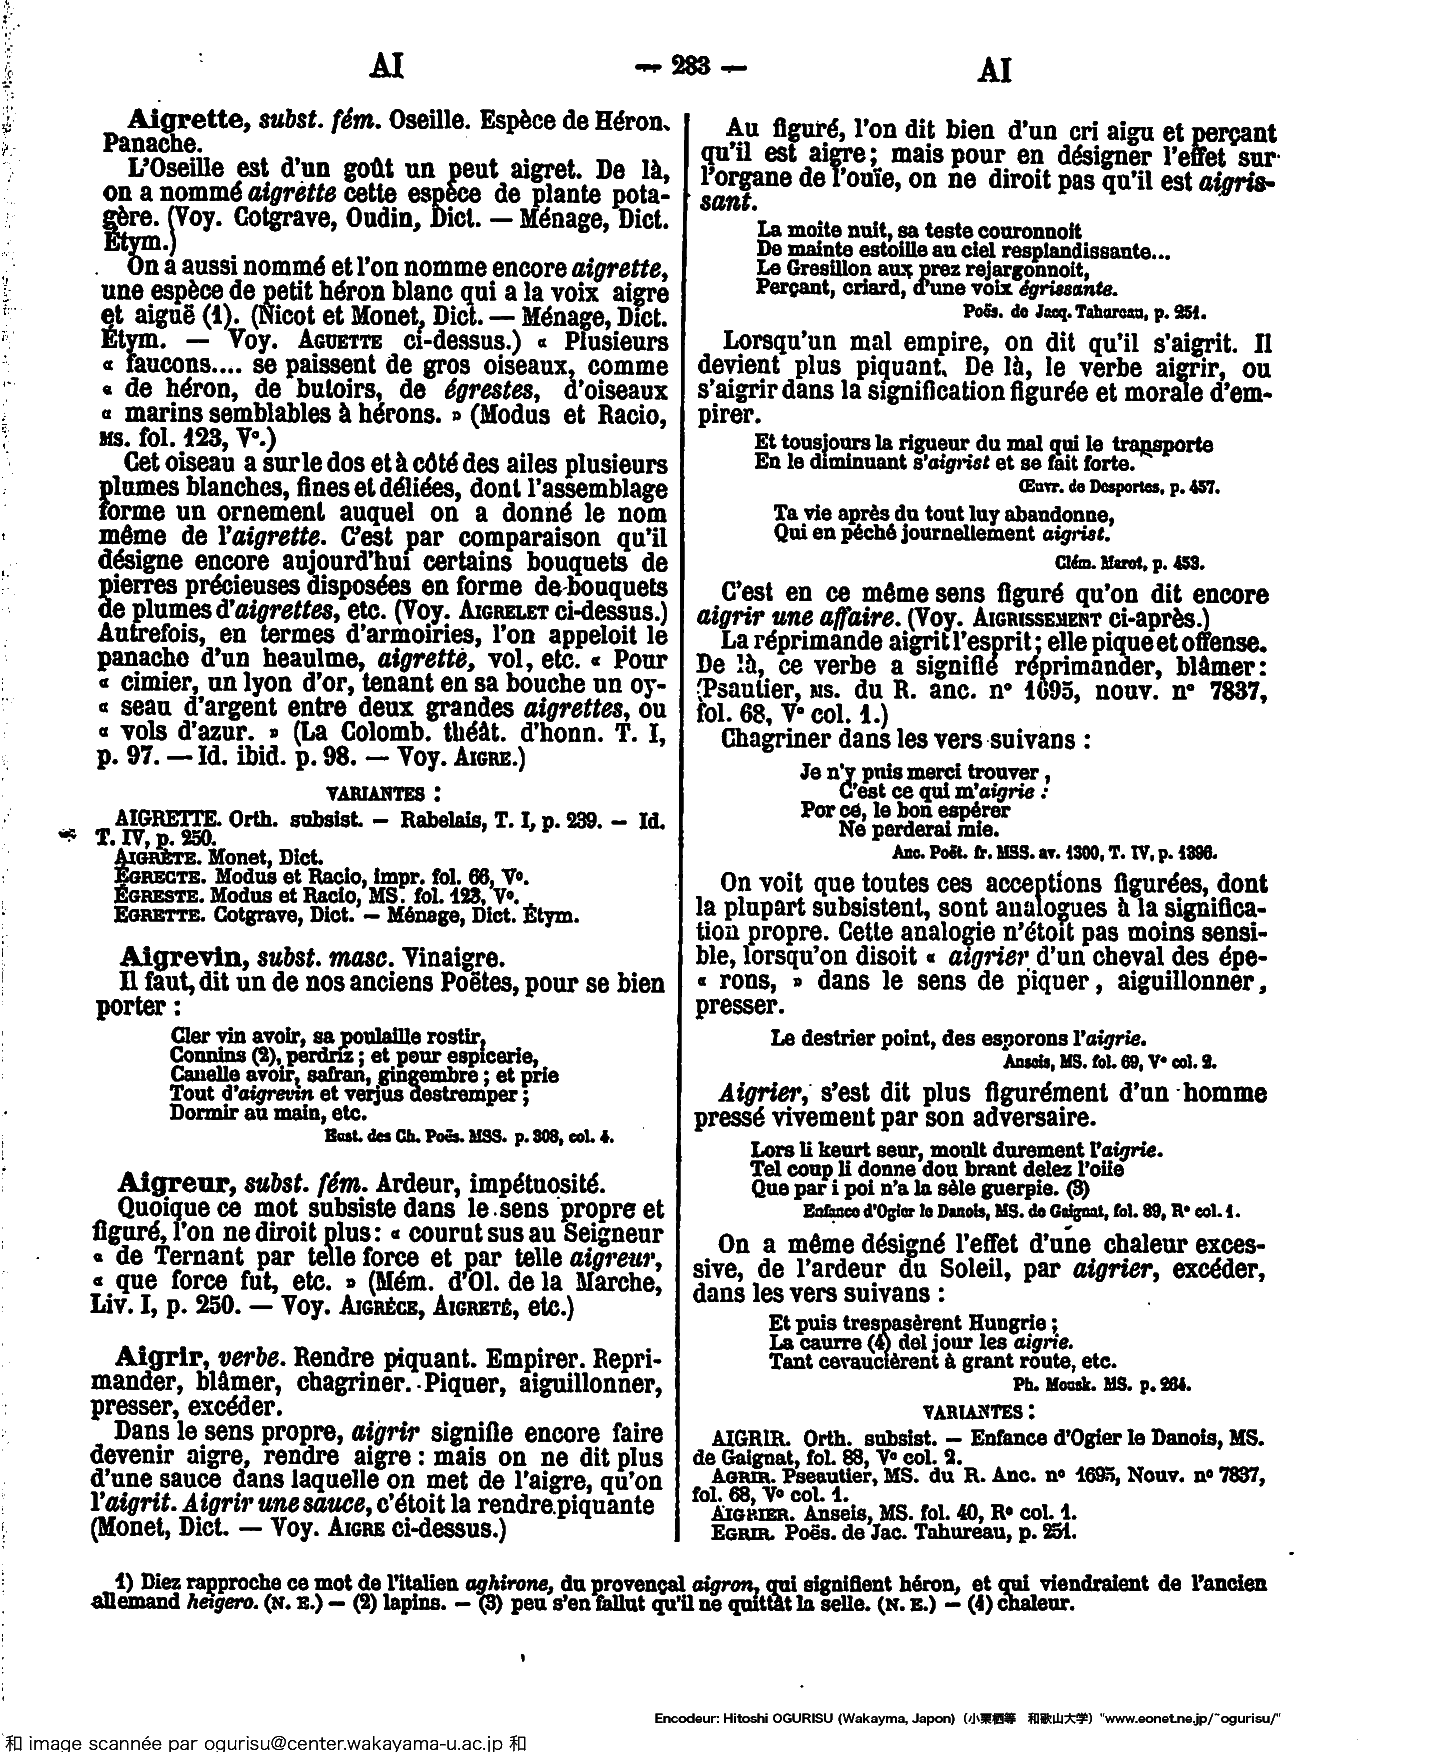 AI
— 283 —
AI
Aigrette, subst. fém. Oseille. Espèce de Héron.
Panache.
L'Oseille est d'un goût un peut aigret. De là,
on a nommé aigrette cette espèce de plante pota-
gère. (Voy. Cotgrave, Oudin, Dict. — Ménage, Dict.
Étym.)
On a aussi nommé et l'on nomme encore aigrette,
une espèce de petit héron blanc qui a la voix aigre
et aiguë (1). (Nicot et Monet, Dict. — Ménage, Dict.
Étym. — Voy. AGUETTE ci-dessus.) « Plusieurs
« faucons.... se paissent de gros oiseaux, comme
« de héron, de butoirs, de égrestes, d'oiseaux
« marins semblables à hérons. » (Modus et Racio,
MS. fol. 123, Vº.)
Cet oiseau a sur le dos et à côté des ailes plusieurs
plumes blanches, fines et déliées, dont l'assemblage
forme un ornement auquel on a donné le nom
même de l'aigrette. C'est par comparaison qu'il
désigne encore aujourd'hui certains bouquets de
pierres précieuses disposées en forme de bouquets
de plumes d'aigrettes, etc. (Voy. AIGRELET ci-dessus.)
Autrefois, en termes d'armoiries, l'on appeloit le
panache d'un heaulme, aigrette, vol, etc. « Pour
« cimier, un lyon d'or, tenant en sa bouche un oy-
« seau d'argent entre deux grandes aigrettes, ou
« vols d'azur. » (La Colomb. théât. d'honn. T. I,
p. 97. — Id. ibid. p. 98. — Voy. AIGRE.)
VARIANTES :
AIGRETTE. Orth. subsist. — Rabelais, T. I, p. 239. — Id.
T. IV, p. 250.
AIGRÈTE. Monet, Dict.
ÉGRECTE. Modus et Racio, impr. fol. 66, Vº.
ÉGRESTE. Modus et Racio, MS. fol. 123, Vº.
EGRETTE. Cotgrave, Dict. — Ménage, Dict. Étym.
Aigrevin, subst. masc. Vinaigre.
Il faut, dit un de nos anciens Poëtes, pour se bien
porter :
Cler vin avoir, sa poulaille rostir,
Connins (2), perdriz ; et pour espicerie,
Canelle avoir, safran, gingembre ; et prie
Tout d'aigrevin et verjus destremper ;
Dormir au main, etc.
Eust. des Ch. Poës. MSS. p. 308, col. 4.
Aigreur, subst. fém. Ardeur, impétuosité.
Quoique ce mot subsiste dans le sens propre et
figuré, l'on ne diroit plus : « courut sus au Seigneur
« de Ternant par telle force et par telle aigreur,
« que force fut, etc. » (Mém. d'Ol. de la Marche,
Liv. I, p. 250. — Voy. AIGRÈCE, AIGRETÉ, etc.)
Aigrir, verbe. Rendre piquant. Empirer. Repri-
mander, blâmer, chagriner. Piquer, aiguillonner,
presser, excéder.
Dans le sens propre, aigrir signifie encore faire
devenir aigre, rendre aigre : mais on ne dit plus
d'une sauce dans laquelle on met de l'aigre, qu'on
l'aigrit. Aigrir une sauce, c'étoit la rendre piquante
(Monet, Dict. — Voy. AIGRE ci-dessus.)
Au figuré, l'on dit bien d'un cri aigu et perçant
qu'il est aigre ; mais pour en désigner l'effet sur
l'organe de l'ouïe, on ne diroit pas qu'il est aigris-
sant.
La moite nuit, sa teste couronnoit
De mainte estoille au ciel resplandissante...
Le Gresillon aux prez rejargonnoit,
Perçant, criard, d'une voix égrissante.
Poës. de Jacq. Tahureau, p. 251.
Lorsqu'un mal empire, on dit qu'il s'aigrit. Il
devient plus piquant. De là, le verbe aigrir, ou
s'aigrir dans la signification figurée et morale d'em-
pirer.
Et tousjours la rigueur du mal qui le transporte
En le diminuant s'aigrist et se fait forte.
Œuvr. de Desportes, p. 457.
Ta vie après du tout luy abandonne,
Qui en péché journellement aigrist.
Clém. Marot, p. 453.
C'est en ce même sens figuré qu'on dit encore
aigrir une affaire. (Voy. AIGRISSEMENT ci-après.)
La réprimande aigrit l'esprit ; elle pique et offense.
De là, ce verbe a signifié réprimander, blâmer :
(Psautier, MS. du R. anc. nº 1695, nouv. nº 7837,
fol. 68, Vº col. 1.)
Chagriner dans les vers suivans :
Je n'y puis merci trouver,
C'est ce qui m'aigrie :
Por cé, le bon espérer
Ne perderai mie.
Anc. Poët. fr. MSS. av. 1300, T. IV, p. 1396.
On voit que toutes ces acceptions figurées, dont
la plupart subsistent, sont analogues à la significa-
tion propre. Cette analogie n'étoit pas moins sensi-
ble, lorsqu'on disoit « aigrier d'un cheval des épe-
« rons, » dans le sens de piquer, aiguillonner,
presser.
Le destrier point, des esporons l'aigrie.
Anseis, MS. fol. 69, Vº col. 2.
Aigrier, s'est dit plus figurément d'un homme
pressé vivement par son adversaire.
Lors li keurt seur, moult durement l'aigrie.
Tel coup li donne dou brant delez l'oiie
Que par i poi n'a la sèle guerpie. (3)
Enfance d'Ogier le Danois, MS. de Gaignat, fol. 89, Rº col. 1.
On a même désigné l'effet d'une chaleur exces-
sive, de l'ardeur du Soleil, par aigrier, excéder,
dans les vers suivans :
Et puis trespasèrent Hungrie ;
La caurre (4) del jour les aigrie.
Tant cevaucièrent à grant route, etc.
Ph. Mousk. MS. p. 264.
VARIANTES :
AIGRIR. Orth. subsist. — Enfance d'Ogier le Danois, MS.
de Gaignat, fol. 88, Vº col. 2.
AGRIR. Pseautier, MS. du R. Anc. nº 1695, Nouv. nº 7837,
fol. 68, Vº col. 1.
AIGRIER. Anseis, MS. fol. 40, Rº col. 1.
EGRIR. Poës. de Jac. Tahureau, p. 251.
1) Diez rapproche ce mot de l'italien aghirone, du provençal aigron, qui signifient héron, et qui viendraient de l'ancien
allemand heigero. (N. E.) — (2) lapins. — (3) peu s'en fallut qu'il ne quittât la selle. (N. E.) — (4) chaleur.
Encodeur: Hitoshi OGURISU (Wakayma, Japon) (小栗栖等 和歌山大学) "www.eonet.ne.jp/~ogurisu/"
和 image scannée par ogurisu@center.wakayama-u.ac.jp 和